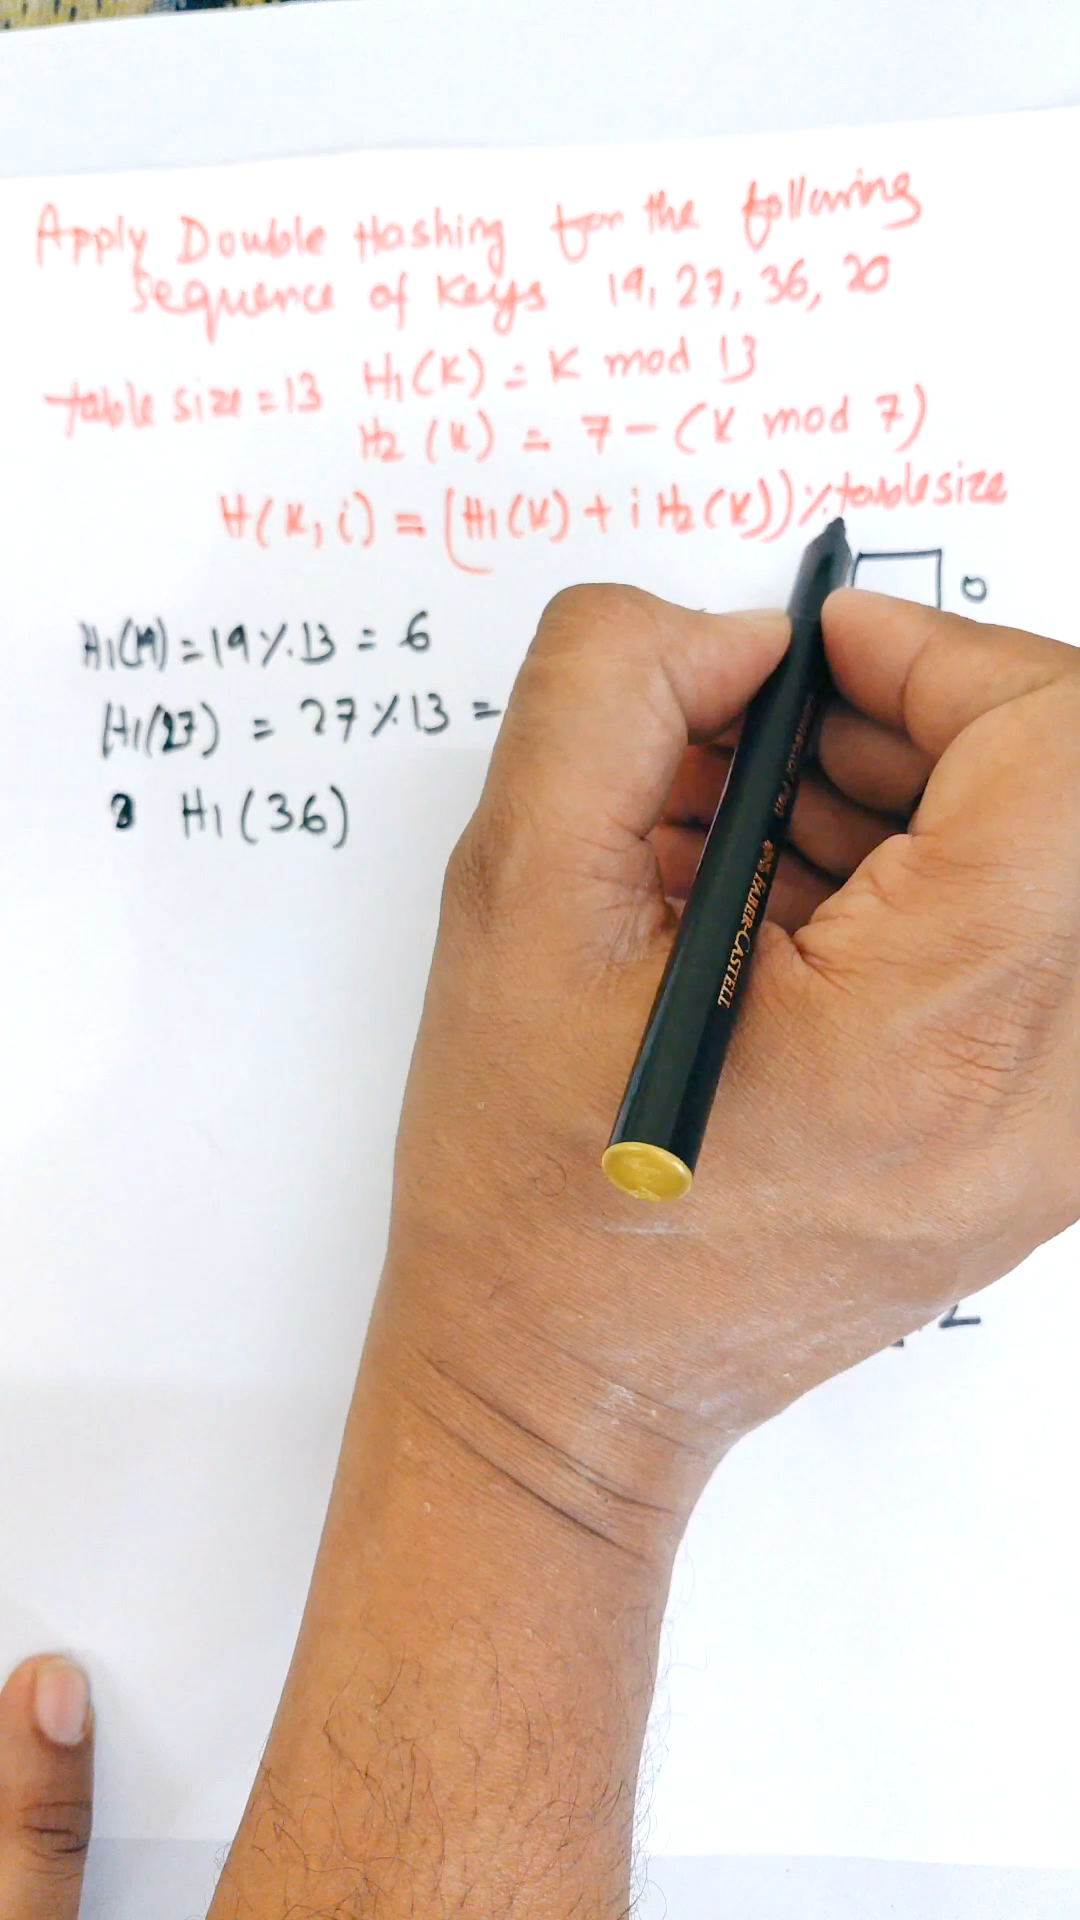 Apply Double Hashing for the following
Sequence of Keys 19, 27, 36, 20
table size = 13 H1(K) = K mod 13
H2 (K) = 7 - (K mod 7)
H(K, i) = (H1(K) + i H2(K)) % table size
0
H1(19) = 19 % 13 = 6
H1(27) = 27 % 13 =
H1 (36)
FABER-CASTELL